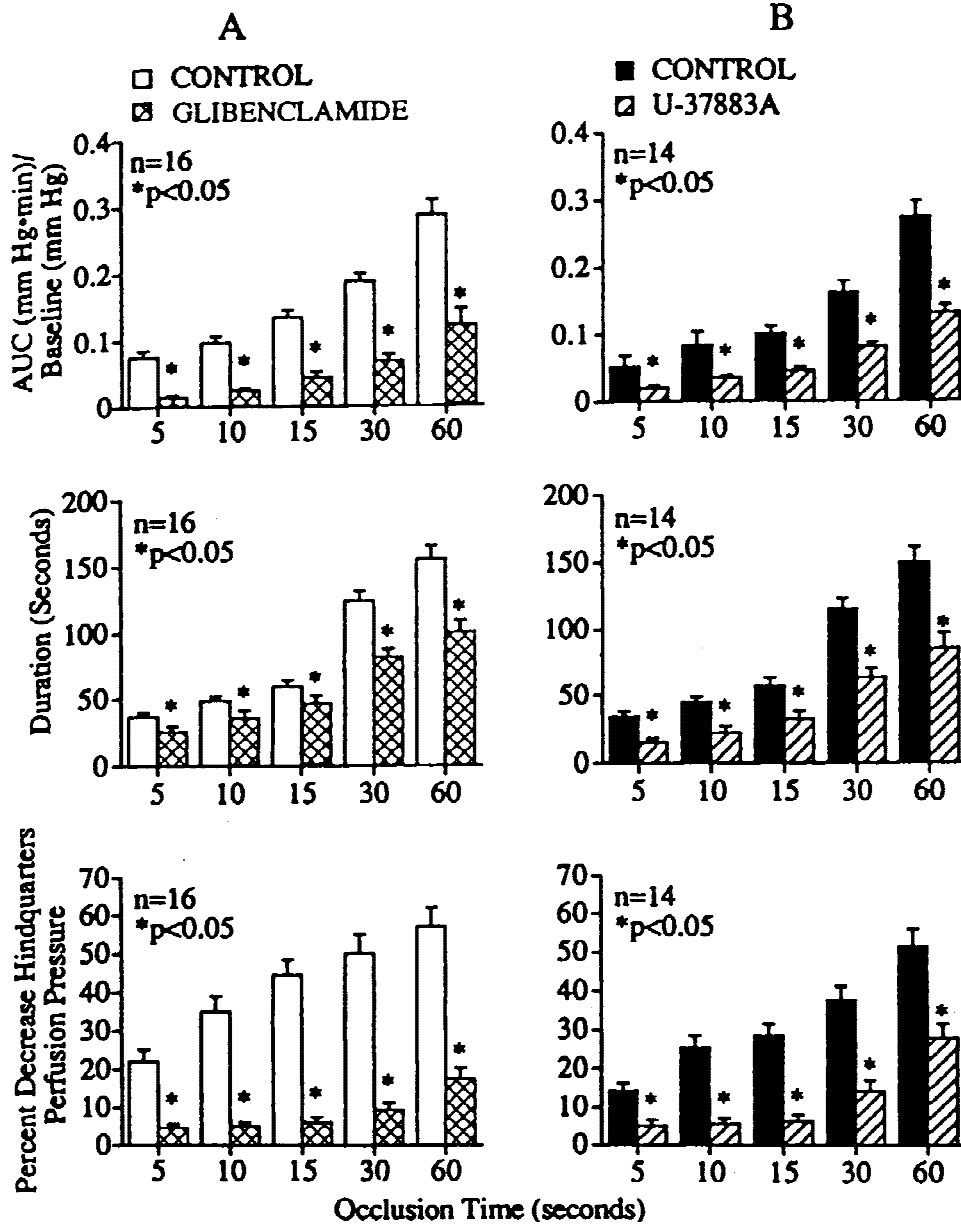 A
CONTROL
GLIBENCLAMIDE
B
CONTROL
U-37883A
AUC (mm Hg•min)/
Baseline (mm Hg)
0.4
0.3
0.2
0.1
0
n=16
*p<0.05
*
*
*
*
*
5 10 15 30 60
0.4
0.3
0.2
0.1
0
n=14
*p<0.05
*
*
*
*
*
5 10 15 30 60
Duration (Seconds)
200
150
100
50
0
n=16
*p<0.05
*
*
*
*
*
5 10 15 30 60
200
150
100
50
0
n=14
*p<0.05
*
*
*
*
*
5 10 15 30 60
Percent Decrease Hindquarters
Perfusion Pressure
70
60
50
40
30
20
10
0
n=16
*p<0.05
*
*
*
*
*
5 10 15 30 60
70
60
50
40
30
20
10
0
n=14
*p<0.05
*
*
*
*
*
5 10 15 30 60
Occlusion Time (seconds)